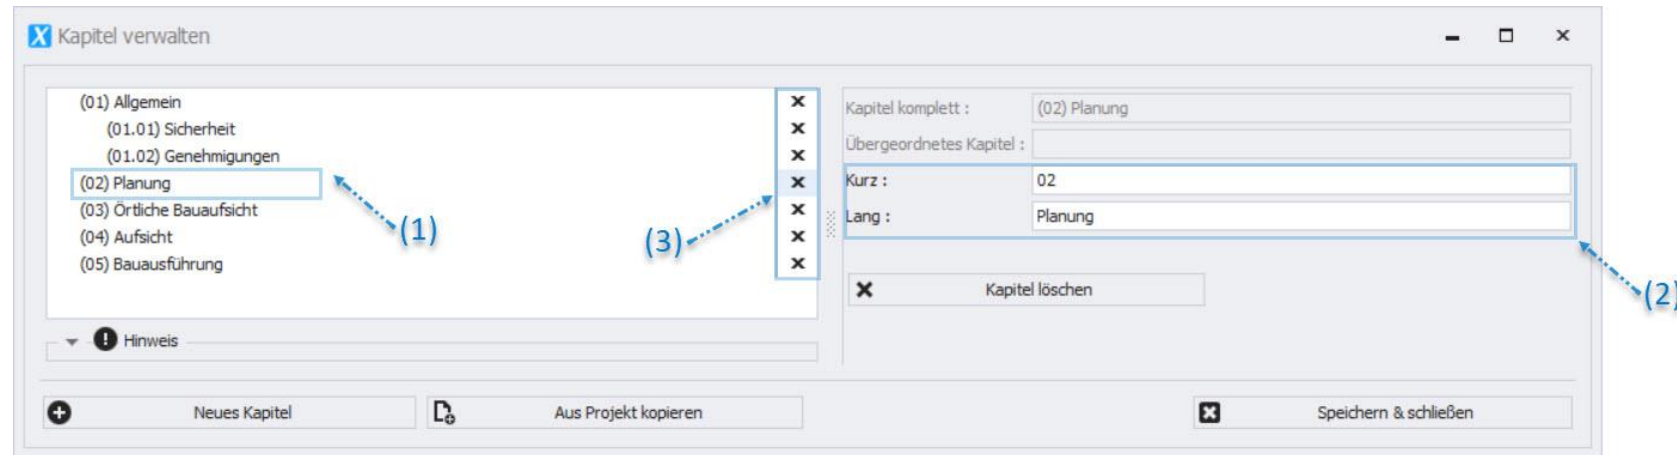 Kapitel verwalten
(01) Allgemein
(01.01) Sicherheit
(01.02) Genehmigungen
(02) Planung
(03) Örtliche Bauaufsicht
(04) Aufsicht
(05) Bauausführung
(1)
(3)
Hinweis
Kapitel komplett : (02) Planung
Übergeordnetes Kapitel :
Kurz : 02
Lang : Planung
(2)
Kapitel löschen
Neues Kapitel
Aus Projekt kopieren
Speichern & schließen